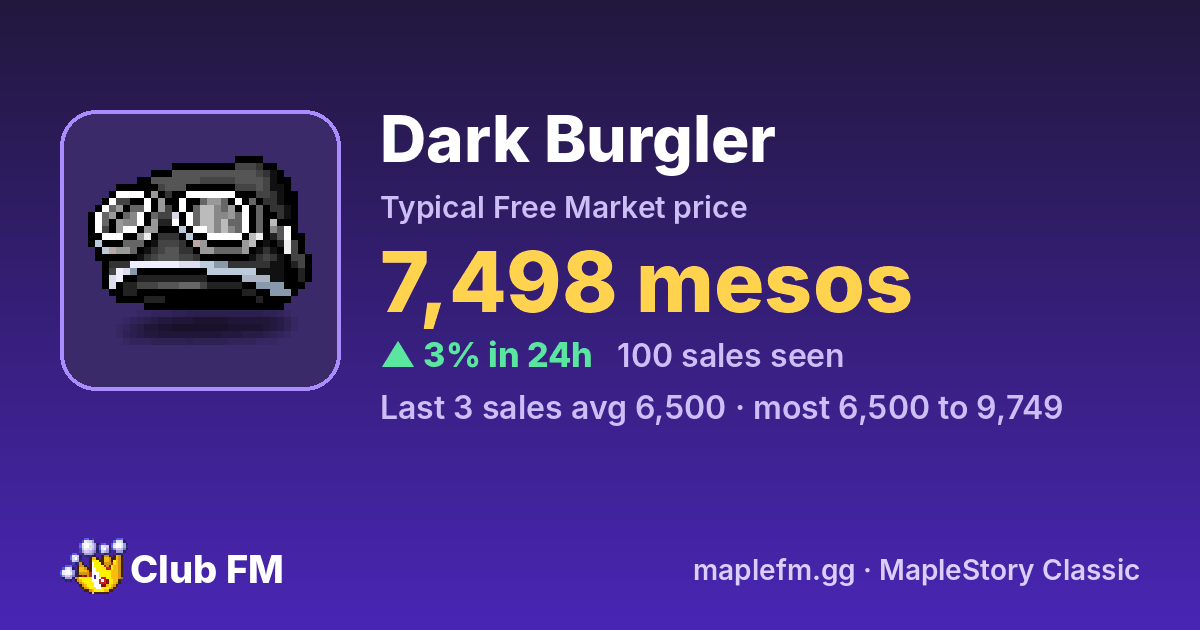 Dark Burgler
Typical Free Market price
7,498 mesos
▲ 3% in 24h 100 sales seen
Last 3 sales avg 6,500 · most 6,500 to 9,749
Club FM
maplefm.gg · MapleStory Classic